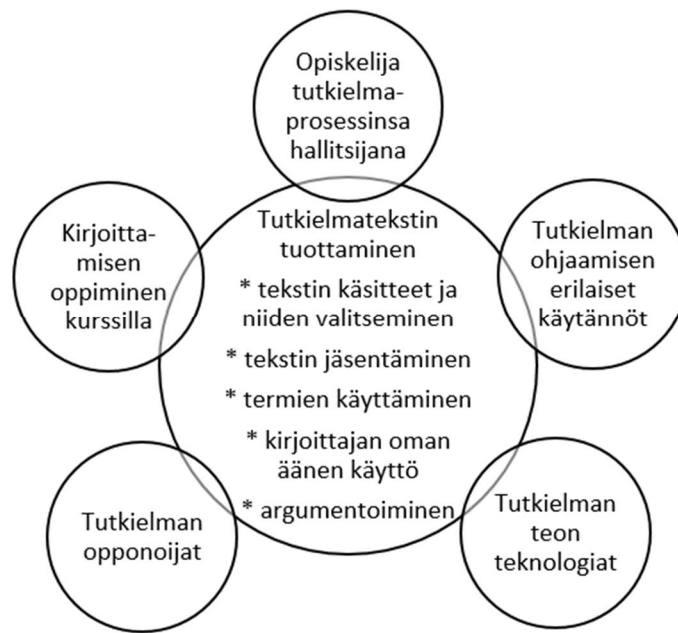 Opiskelija
tutkielma-
prosessinsa
hallitsijana
Kirjoitta-
misen
oppiminen
kurssilla
Tutkielmatekstin
tuottaminen
* tekstin käsitteet ja
niiden valitseminen
* tekstin jäsentäminen
* termien käyttäminen
* kirjoittajan oman
äänen käyttö
* argumentoiminen
Tutkielman
ohjaamisen
erilaiset
käytännöt
Tutkielman
opponoijat
Tutkielman
teon
teknologiat